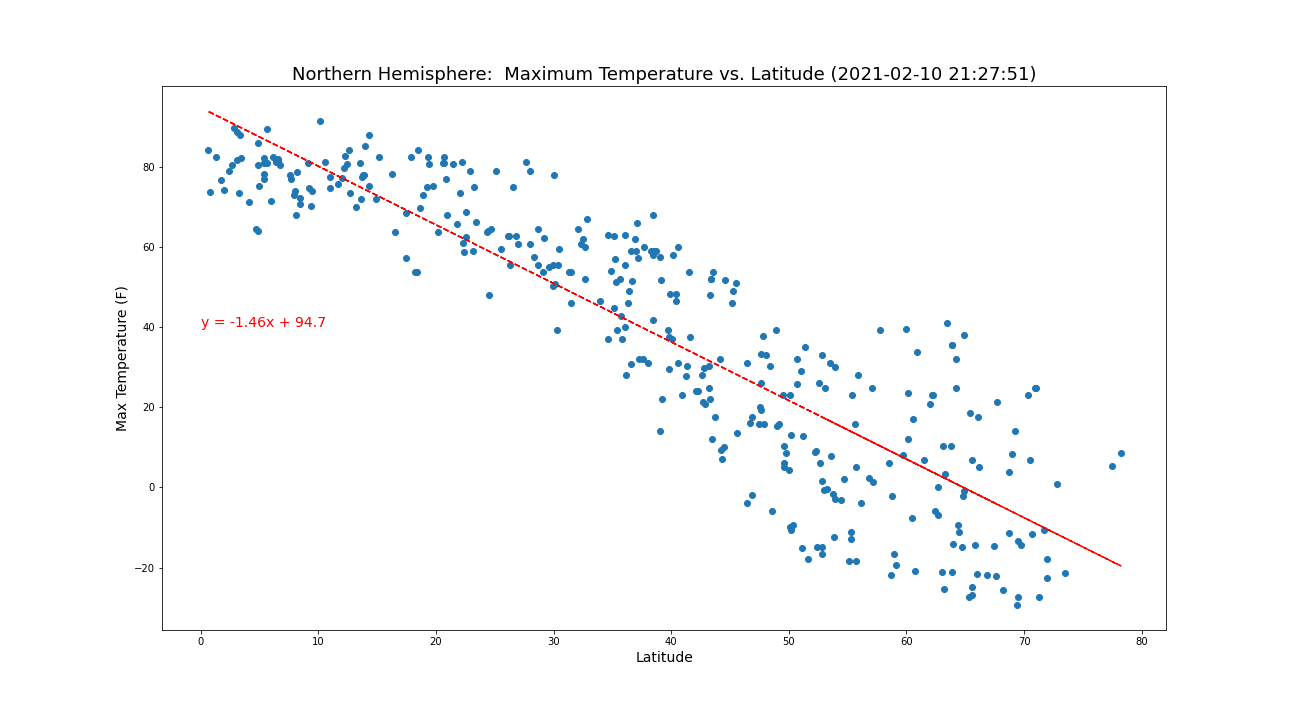 Northern Hemisphere:  Maximum Temperature vs. Latitude (2021-02-10 21:27:51)
Max Temperature (F)
80
60
40
20
0
−20
y = -1.46x + 94.7
0 10 20 30 40 50 60 70 80
Latitude